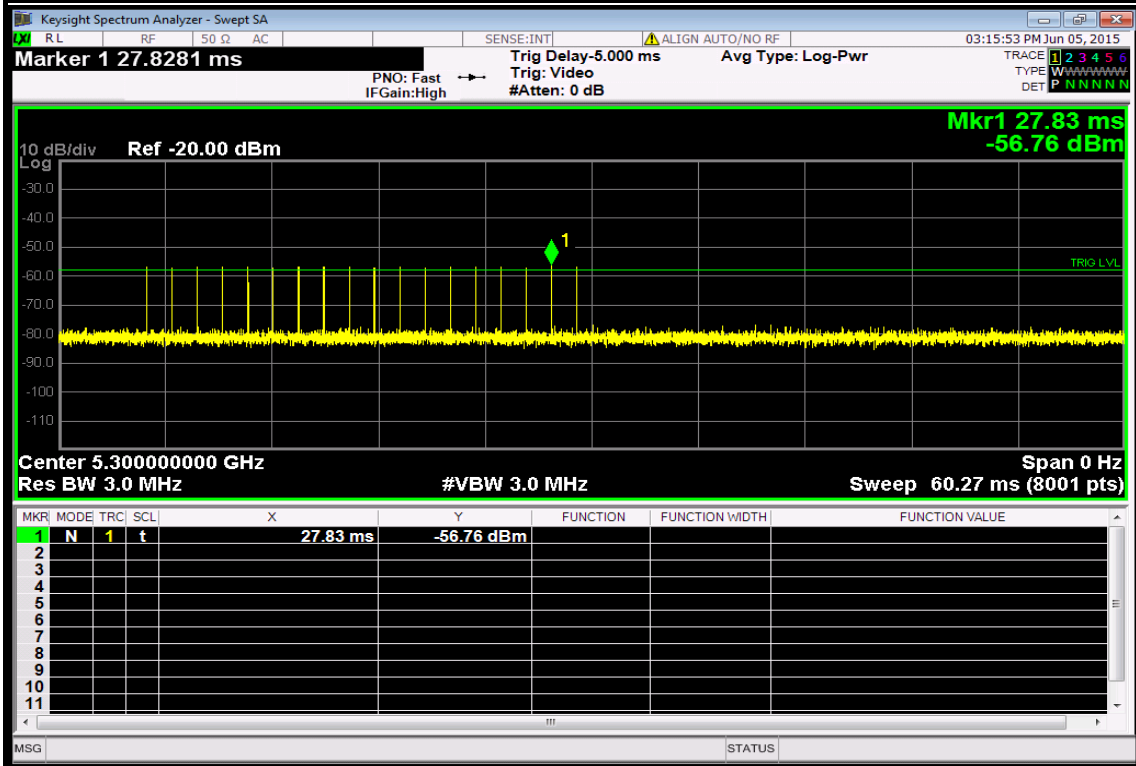 Keysight Spectrum Analyzer - Swept SA
LXI RL RF 50 Ω AC SENSE:INT ALIGN AUTO/NO RF 03:15:53 PM Jun 05, 2015
Marker 1 27.8281 ms
PNO: Fast
IFGain:High
Trig Delay-5.000 ms
Trig: Video
#Atten: 0 dB
Avg Type: Log-Pwr
TRACE 1 2 3 4 5 6
TYPE WWWWWW
DET P N N N N N
Mkr1 27.83 ms
-56.76 dBm
10 dB/div Ref -20.00 dBm
Log
-30.0
-40.0
1
-50.0
TRIG LVL
-60.0
-70.0
-80.0
-90.0
-100
-110
Center 5.300000000 GHz Span 0 Hz
Res BW 3.0 MHz #VBW 3.0 MHz Sweep 60.27 ms (8001 pts)
MKR MODE TRC SCL X Y FUNCTION FUNCTION WIDTH FUNCTION VALUE
1 N 1 t 27.83 ms -56.76 dBm
2
3
4
5
6
7
8
9
10
11
MSG STATUS